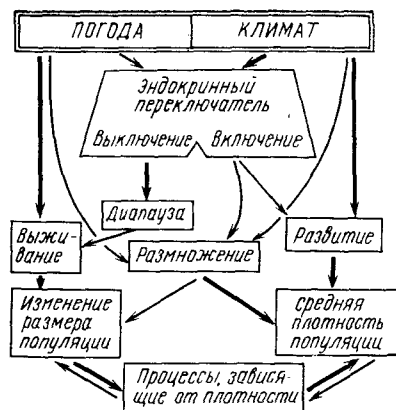 ПОГОДА КЛИМАТ
Эндокринный
переключатель
Выключение Включение
Диапауза
Выжи-
вание
Размножение
Развитие
Изменение
размера
популяции
Средняя
плотность
популяции
Процессы, завися-
щие от плотности